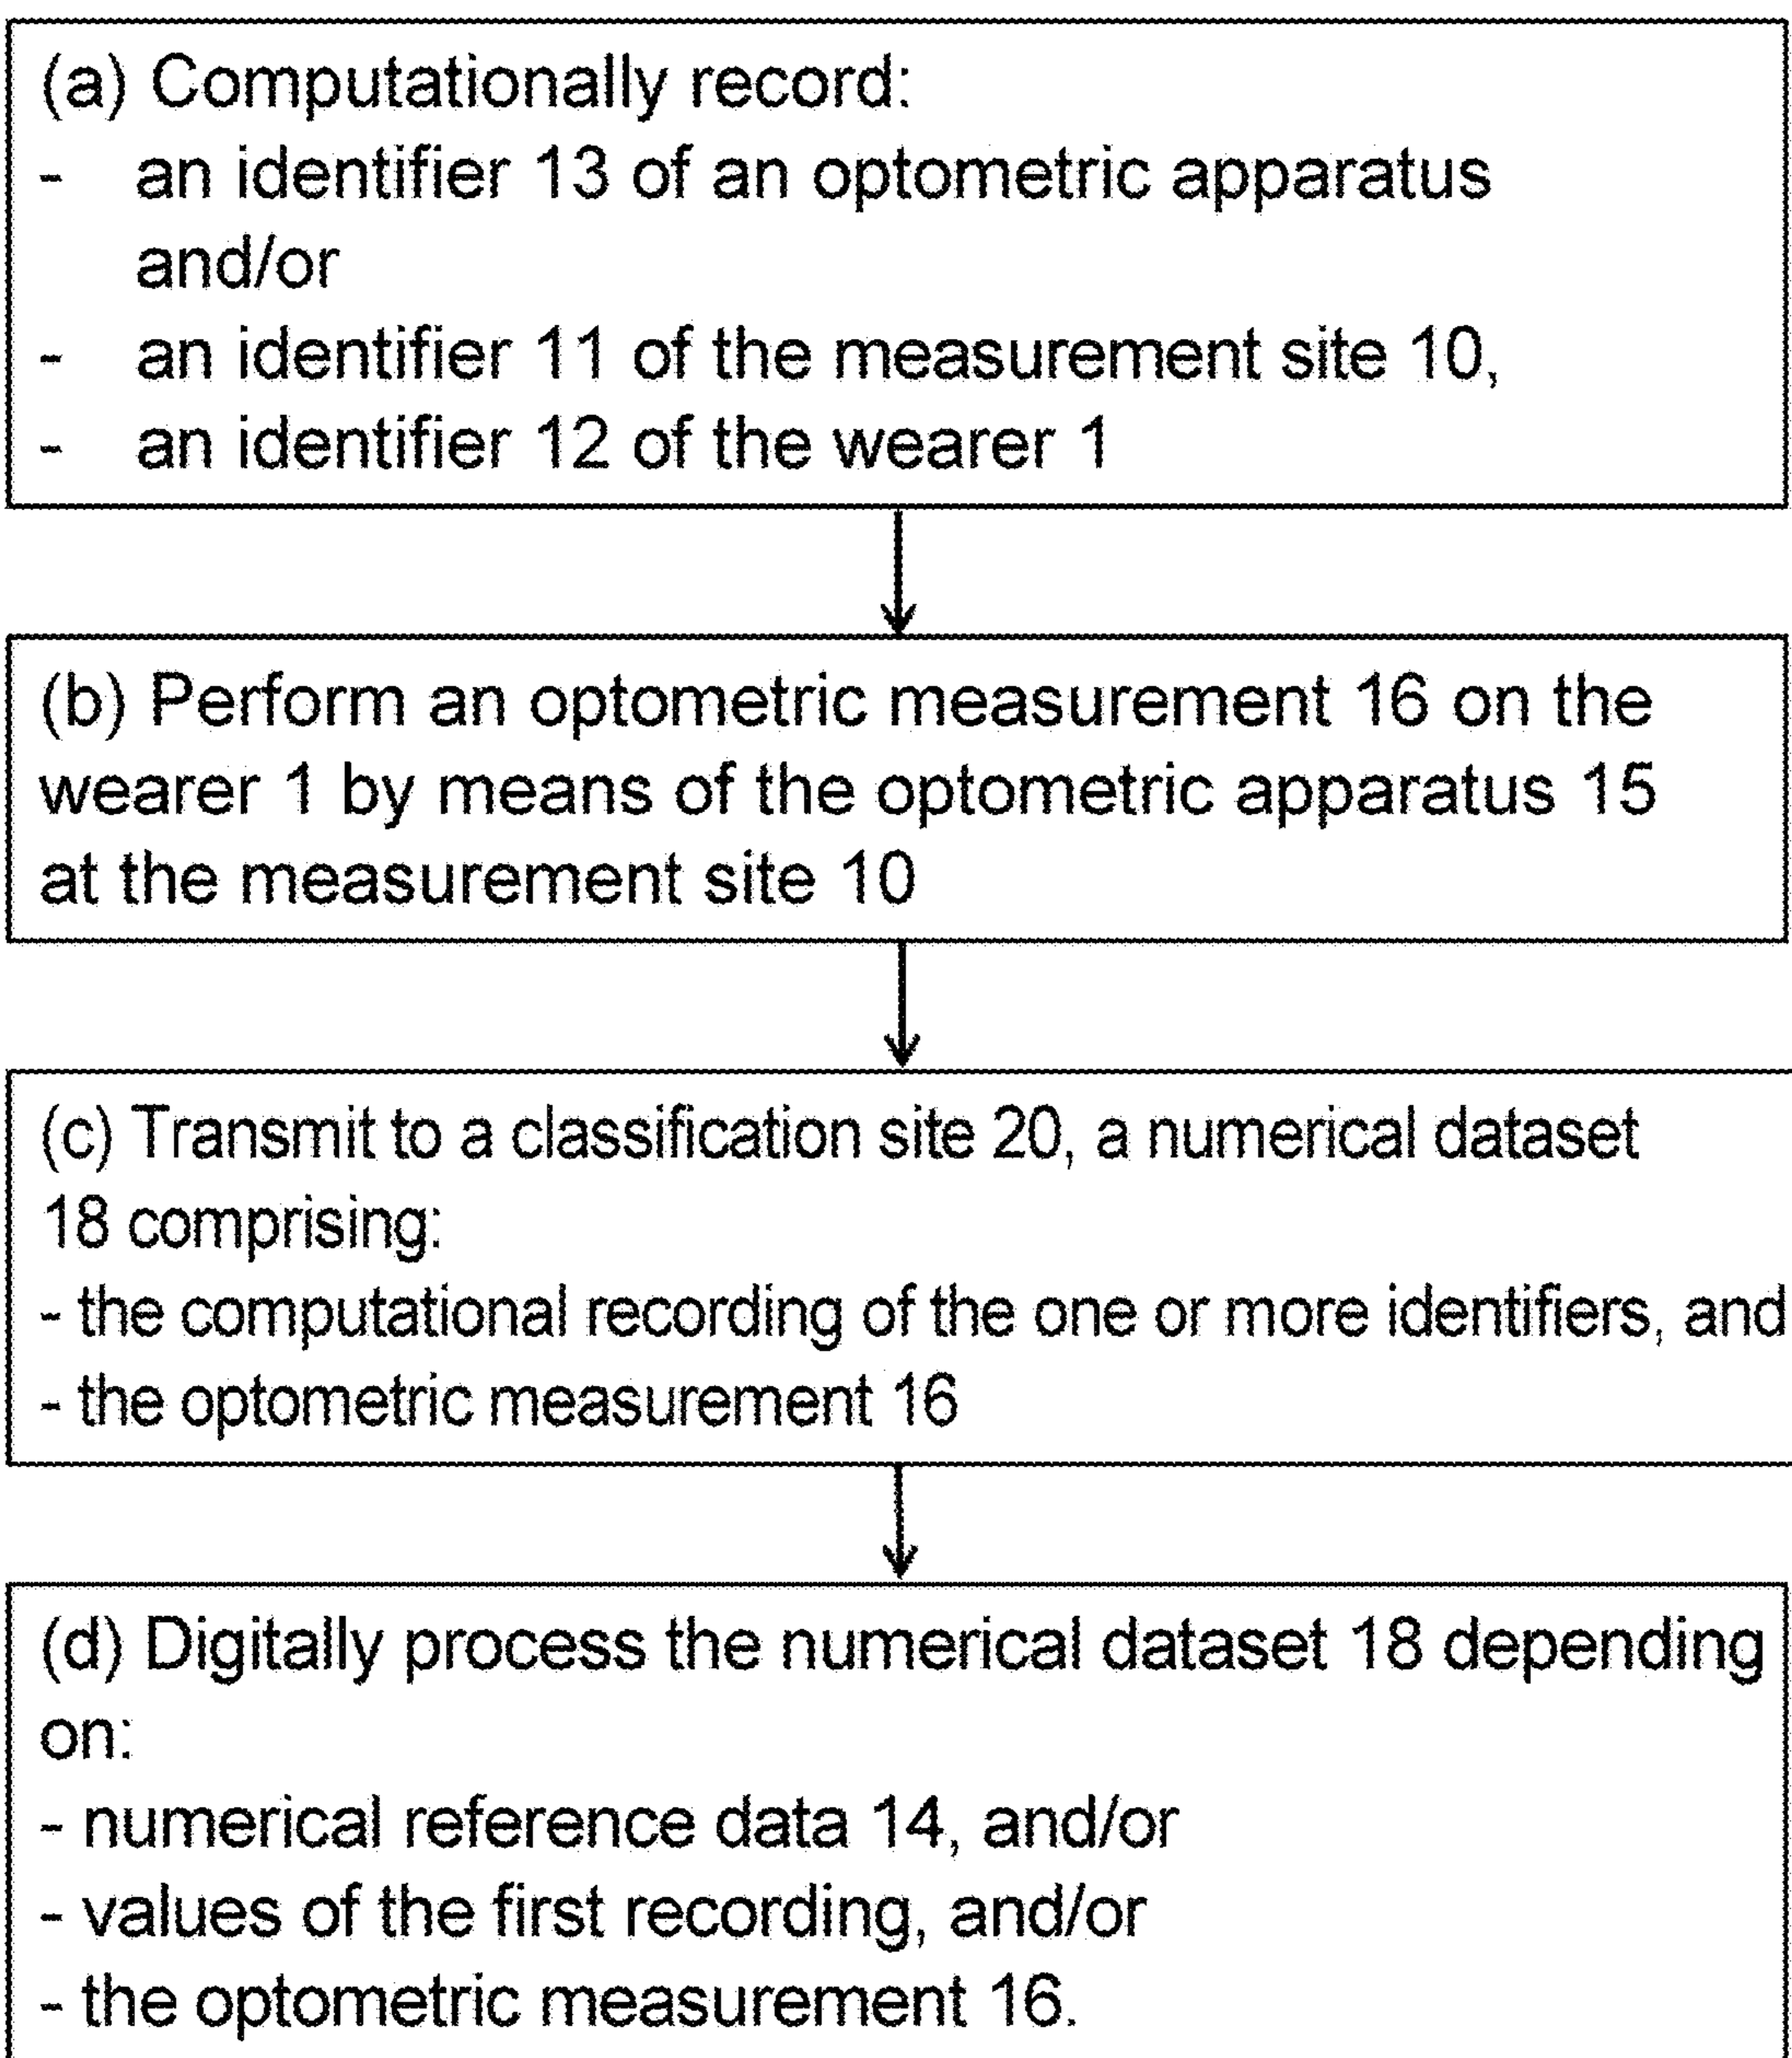 (a) Computationally record:
- an identifier 13 of an optometric apparatus
and/or
- an identifier 11 of the measurement site 10,
- an identifier 12 of the wearer 1
(b) Perform an optometric measurement 16 on the
wearer 1 by means of the optometric apparatus 15
at the measurement site 10
(c) Transmit to a classification site 20, a numerical dataset
18 comprising:
- the computational recording of the one or more identifiers, and
- the optometric measurement 16
(d) Digitally process the numerical dataset 18 depending
on:
- numerical reference data 14, and/or
- values of the first recording, and/or
- the optometric measurement 16.